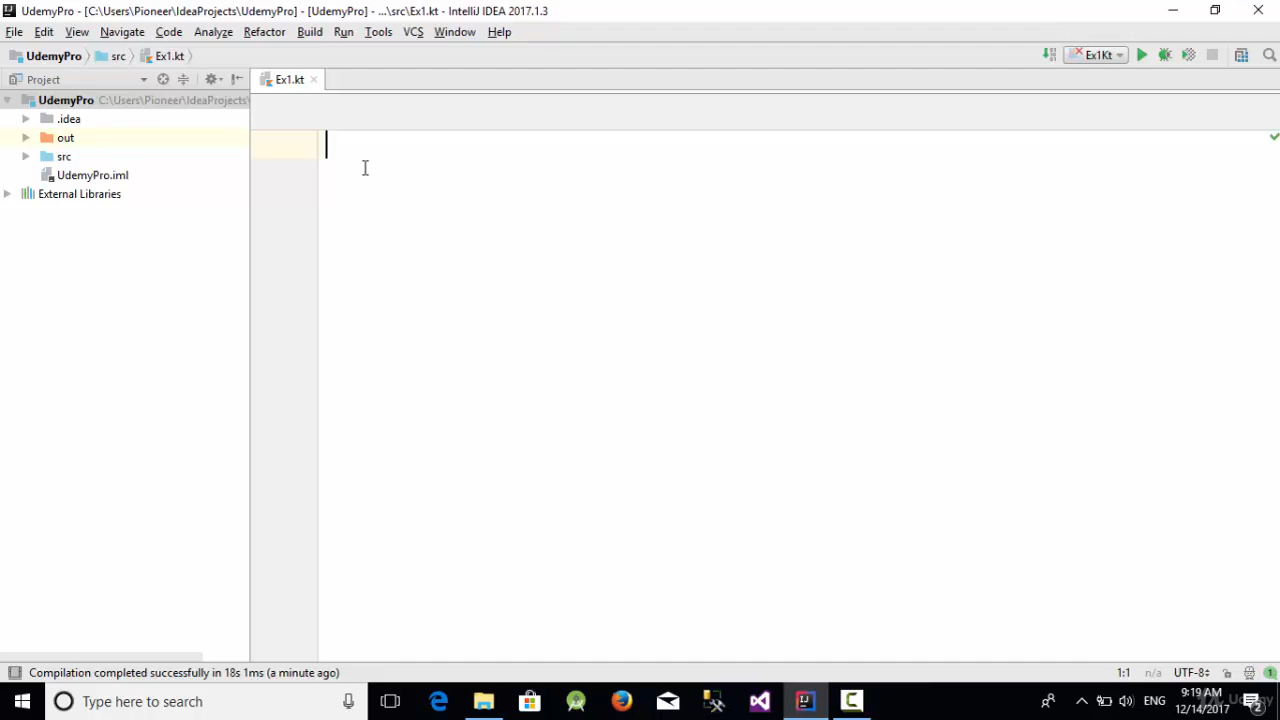 UdemyPro - [C:\Users\Pioneer\IdeaProjects\UdemyPro] - [UdemyPro] - ...\src\Ex1.kt - IntelliJ IDEA 2017.1.3
File Edit View Navigate Code Analyze Refactor Build Run Tools VCS Window Help
UdemyPro src Ex1.kt Ex1Kt
Project Ex1.kt
UdemyPro C:\Users\Pioneer\IdeaProjects\
.idea
out
src
UdemyPro.iml
External Libraries
Compilation completed successfully in 18s 1ms (a minute ago) 1:1 n/a UTF-8 1
Type here to search ENG 9:19 AM
12/14/2017 2
Udemy